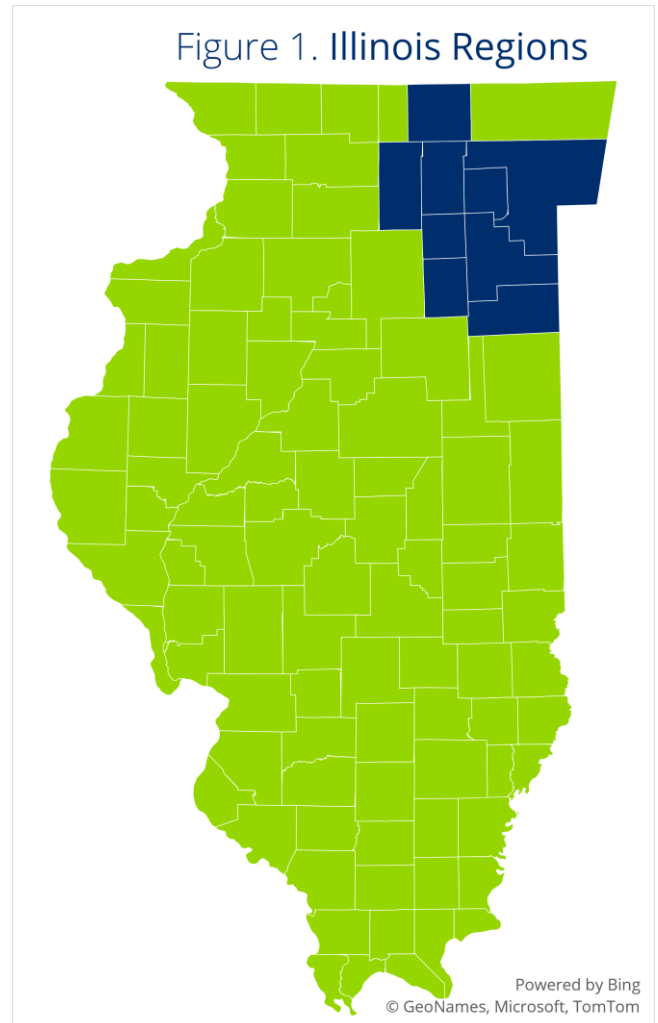 Figure 1. Illinois Regions
Powered by Bing
© GeoNames, Microsoft, TomTom